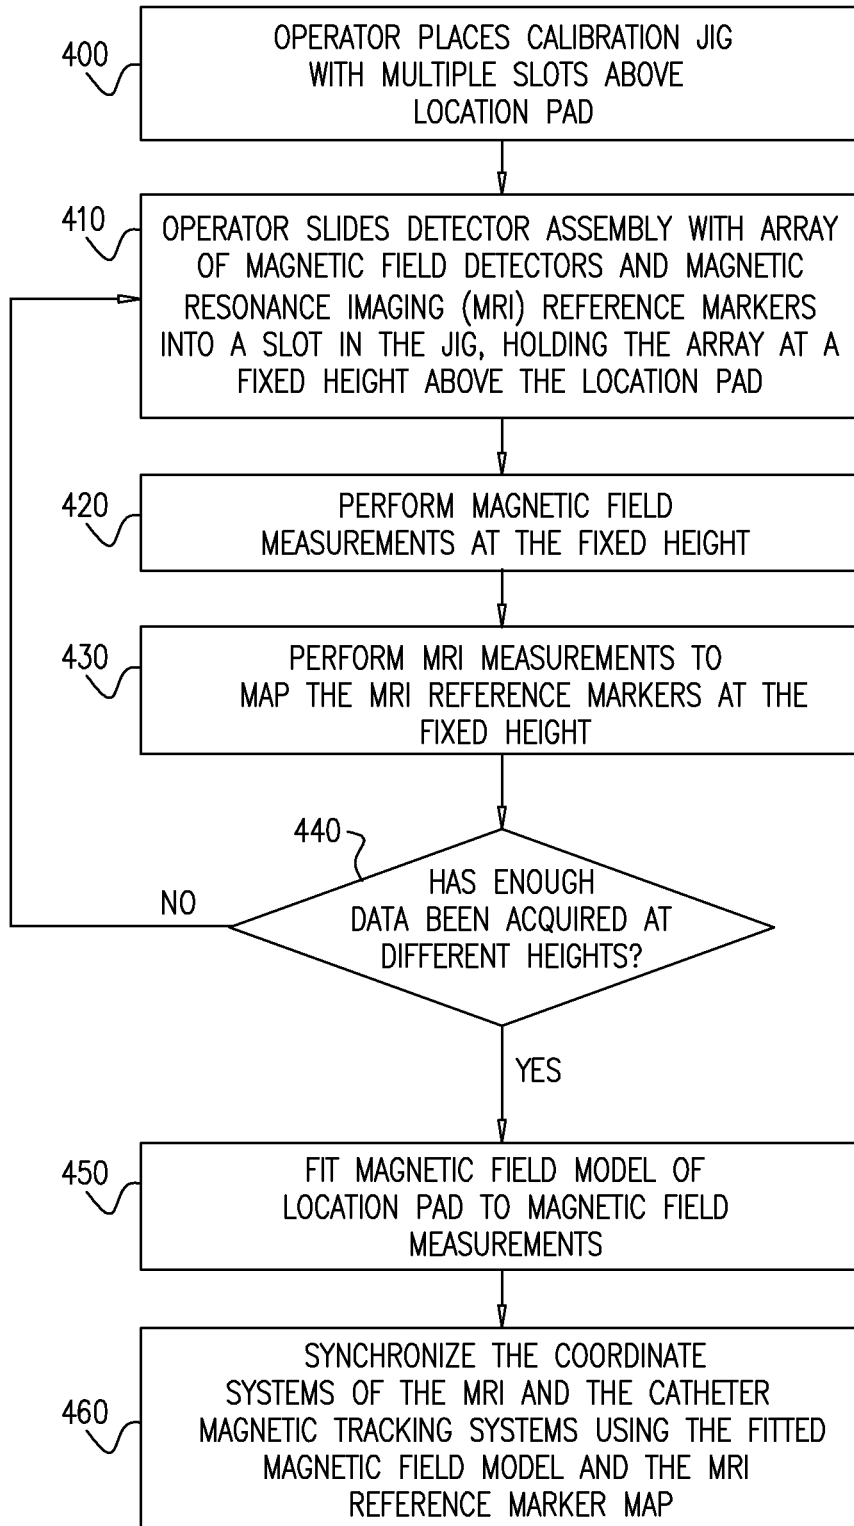 400
OPERATOR PLACES CALIBRATION JIG
WITH MULTIPLE SLOTS ABOVE
LOCATION PAD
410
OPERATOR SLIDES DETECTOR ASSEMBLY WITH ARRAY
OF MAGNETIC FIELD DETECTORS AND MAGNETIC
RESONANCE IMAGING (MRI) REFERENCE MARKERS
INTO A SLOT IN THE JIG, HOLDING THE ARRAY AT A
FIXED HEIGHT ABOVE THE LOCATION PAD
420
PERFORM MAGNETIC FIELD
MEASUREMENTS AT THE FIXED HEIGHT
430
PERFORM MRI MEASUREMENTS TO
MAP THE MRI REFERENCE MARKERS AT THE
FIXED HEIGHT
440
HAS ENOUGH
DATA BEEN ACQUIRED AT
DIFFERENT HEIGHTS?
NO
YES
450
FIT MAGNETIC FIELD MODEL OF
LOCATION PAD TO MAGNETIC FIELD
MEASUREMENTS
460
SYNCHRONIZE THE COORDINATE
SYSTEMS OF THE MRI AND THE CATHETER
MAGNETIC TRACKING SYSTEMS USING THE FITTED
MAGNETIC FIELD MODEL AND THE MRI
REFERENCE MARKER MAP